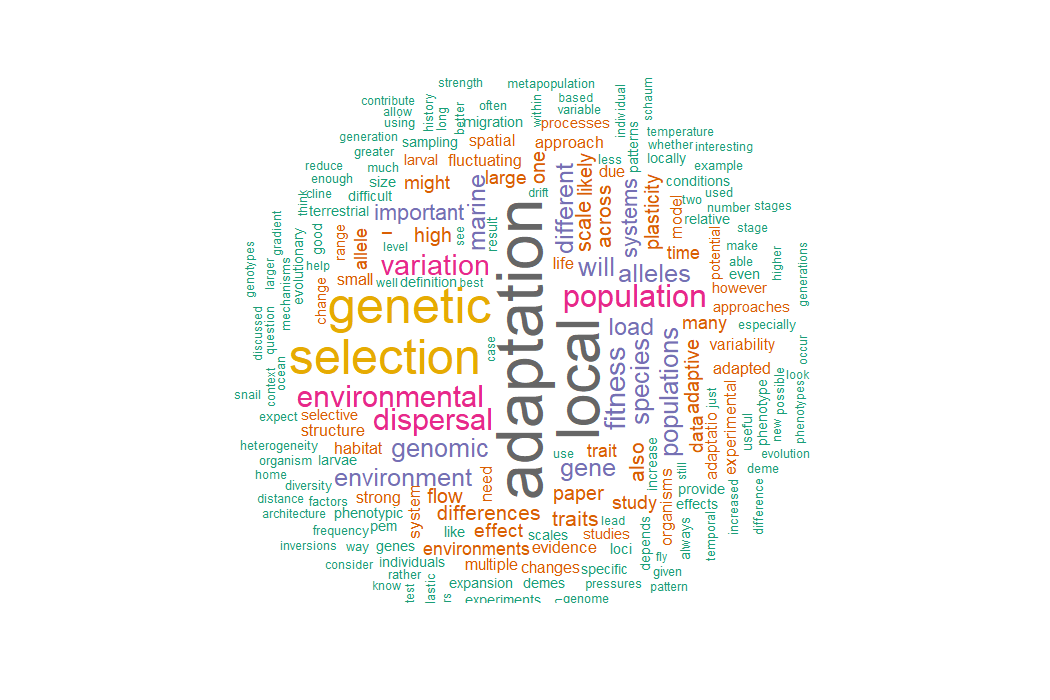 strength
metapopulation
schaum
contribute
history
long
better
often
within
based
variable
individual
allow
using
migration
processes
generation
sampling
spatial
approach
patterns
temperature
whether
interesting
greater
larval
fluctuating
one
likely
less
locally
example
reduce
much
enough
size
might
large
due
conditions
cline
difficult
marine
drift
different
scale
across
systems
plasticity
model
two
used
number
stages
think
terrestrial
important
relative
gradient
good
range
allele
–
high
see
result
adaptation
life
time
potential
stage
evolutionary
level
make
able
higher
generations
genotypes
larger
mechanisms
help
variation
will
alleles
even
change
small
well
definition
best
population
however
genetic
approaches
discussed
question
local
load
many
especially
ocean
context
selection
case
fitness
species
populations
adaptive
variability
occur
adapted
look
snail
environmental
data
just
adaptatio
experimental
useful
phenotype
new
possible
phenotypes
expect
selective
dispersal
structure
heterogeneity
habitat
genomic
use
trait
also
increase
still
evolution
organism
larvae
gene
deme
home
environment
need
organisms
diversity
provide
distance
factors
strong
flow
paper
study
effects
increased
difference
architecture
phenotypic
system
differences
traits
lead
depends
always
temporal
frequency
pem
effect
like
scales
studies
inversions
way
genes
environments
evidence
loci
fly
consider
individuals
multiple
changes
specific
given
rather
know
test
lastic
rs
expansion
demes
pressures
pattern
experiments
genome